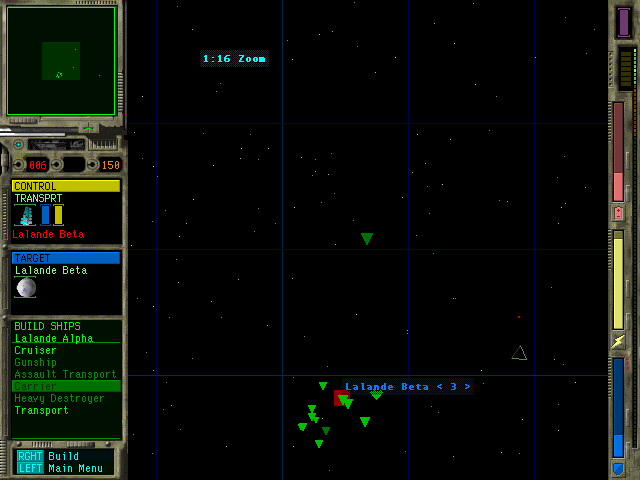 1:16 Zoom
006 150
CONTROL
TRANSPRT
Lalande Beta
TARGET
Lalande Beta
BUILD SHIPS
Lalande Alpha
Cruiser
Gunship
Assault Transport
Carrier
Heavy Destroyer
Transport
RGHT Build
LEFT Main Menu
Lalande Beta < 3 >